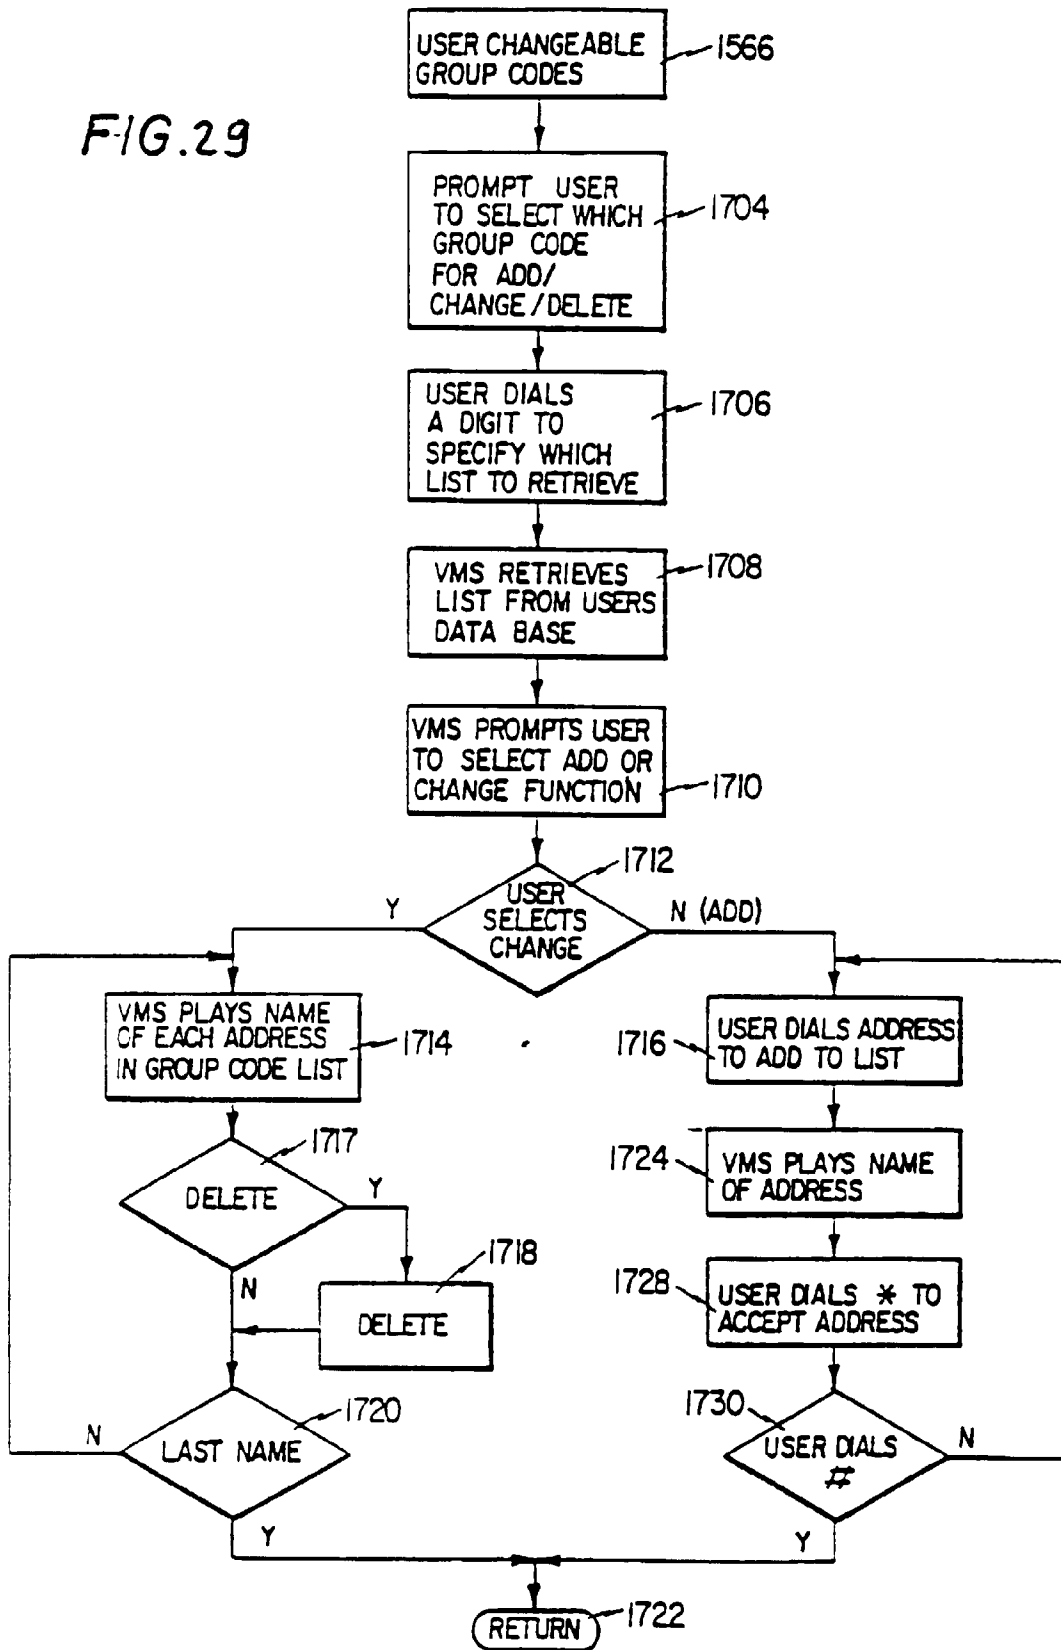 FIG.29
USER CHANGEABLE
GROUP CODES
1566
PROMPT USER
TO SELECT WHICH
GROUP CODE
FOR ADD/
CHANGE/DELETE
1704
USER DIALS
A DIGIT TO
SPECIFY WHICH
LIST TO RETRIEVE
1706
VMS RETRIEVES
LIST FROM USERS
DATA BASE
1708
VMS PROMPTS USER
TO SELECT ADD OR
CHANGE FUNCTION
1710
USER
SELECTS
CHANGE
1712
Y
N (ADD)
VMS PLAYS NAME
OF EACH ADDRESS
IN GROUP CODE LIST
1714
DELETE
1717
Y
N
DELETE
1718
LAST NAME
1720
N
Y
USER DIALS ADDRESS
TO ADD TO LIST
1716
VMS PLAYS NAME
OF ADDRESS
1724
USER DIALS * TO
ACCEPT ADDRESS
1728
USER DIALS
#
1730
N
Y
RETURN
1722